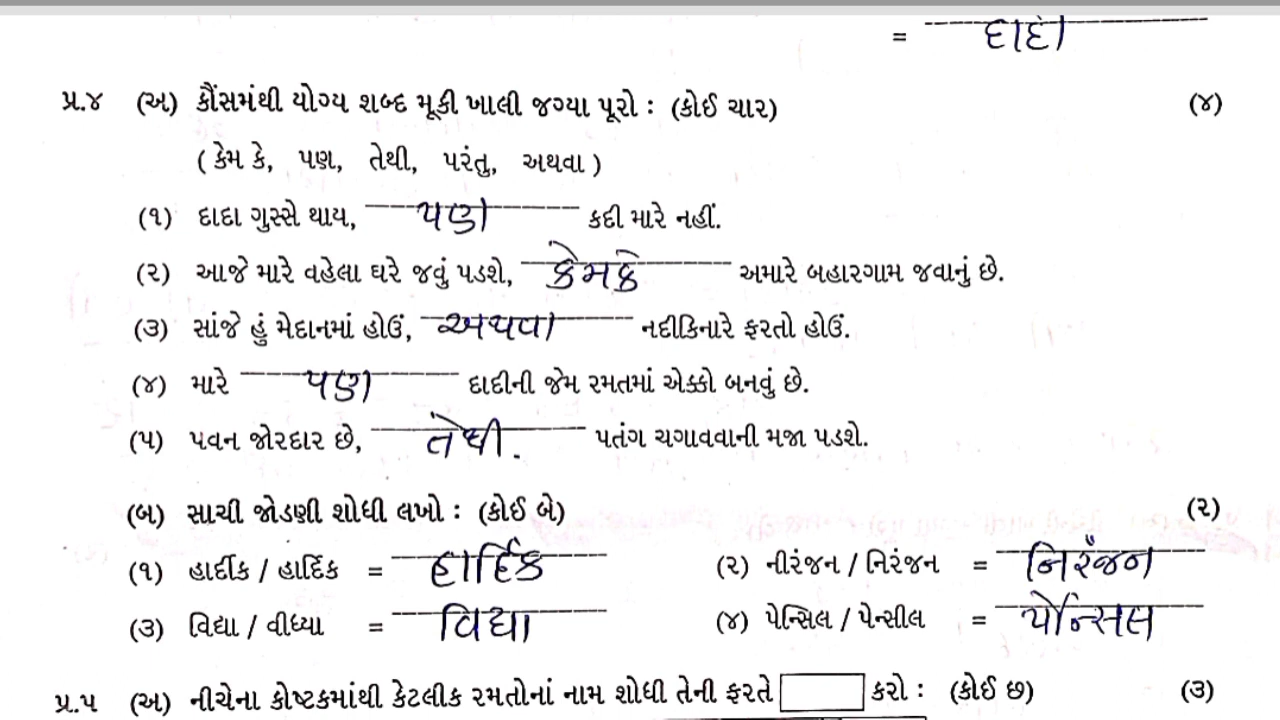 = દાદી
પ્ર.૪ (અ) કૌંસમાંથી યોગ્ય શબ્દ મૂકી ખાલી જગ્યા પૂરો : (કોઈ ચાર) (૪)
( કેમ કે, પણ, તેથી, પરંતુ, અથવા )
(૧) દાદા ગુસ્સે થાય, પણ કદી મારે નહીં.
(૨) આજે મારે વહેલા ઘરે જવું પડશે, કેમકે અમારે બહારગામ જવાનું છે.
(૩) સાંજે હું મેદાનમાં હોઉં, અથવા નદીકિનારે ફરતો હોઉં.
(૪) મારે પણ દાદીની જેમ રમતમાં એક્કો બનવું છે.
(૫) પવન જોરદાર છે, તેથી. પતંગ ચગાવવાની મજા પડશે.
(બ) સાચી જોડણી શોધી લખો : (કોઈ બે) (૨)
(૧) હાર્દીક / હાર્દિક = હાર્દિક (૨) નીરંજન / નિરંજન = નિરંજન
(૩) વિદ્યા / વીધ્યા = વિદ્યા (૪) પેન્સિલ / પેન્સીલ = પેન્સિલ
પ્ર.૫ (અ) નીચેના કોષ્ટકમાંથી કેટલીક રમતોનાં નામ શોધી તેની ફરતે કરો : (કોઈ છ) (૩)